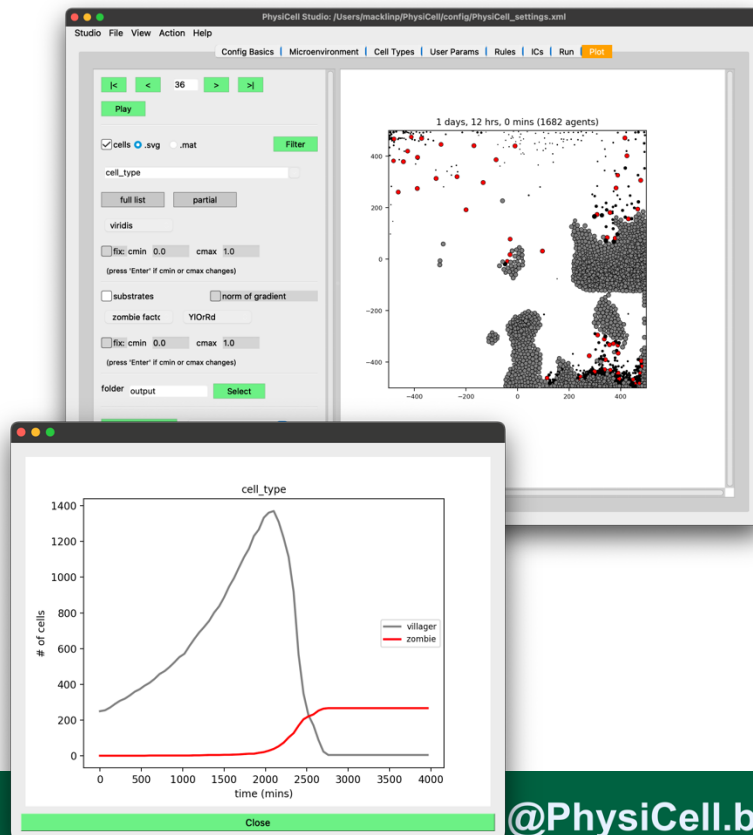 PhysiCell Studio: /Users/macklinp/PhysiCell/config/PhysiCell_settings.xml
Studio File View Action Help
Config Basics | Microenvironment | Cell Types | User Params | Rules | ICs | Run | Plot
|< < 36 > >|
Play
cells .svg .mat Filter
cell_type
full list partial
viridis
fix: cmin 0.0 cmax 1.0
(press 'Enter' if cmin or cmax changes)
substrates norm of gradient
zombie factc YlOrRd
fix: cmin 0.0 cmax 1.0
(press 'Enter' if cmin or cmax changes)
folder output Select
1 days, 12 hrs, 0 mins (1682 agents)
400
200
0
−200
−400
−400 −200 0 200 400
cell_type
# of cells
1400
1200
1000
800
600
400
200
0
villager
zombie
0 500 1000 1500 2000 2500 3000 3500 4000
time (mins)
Close
@PhysiCell.b